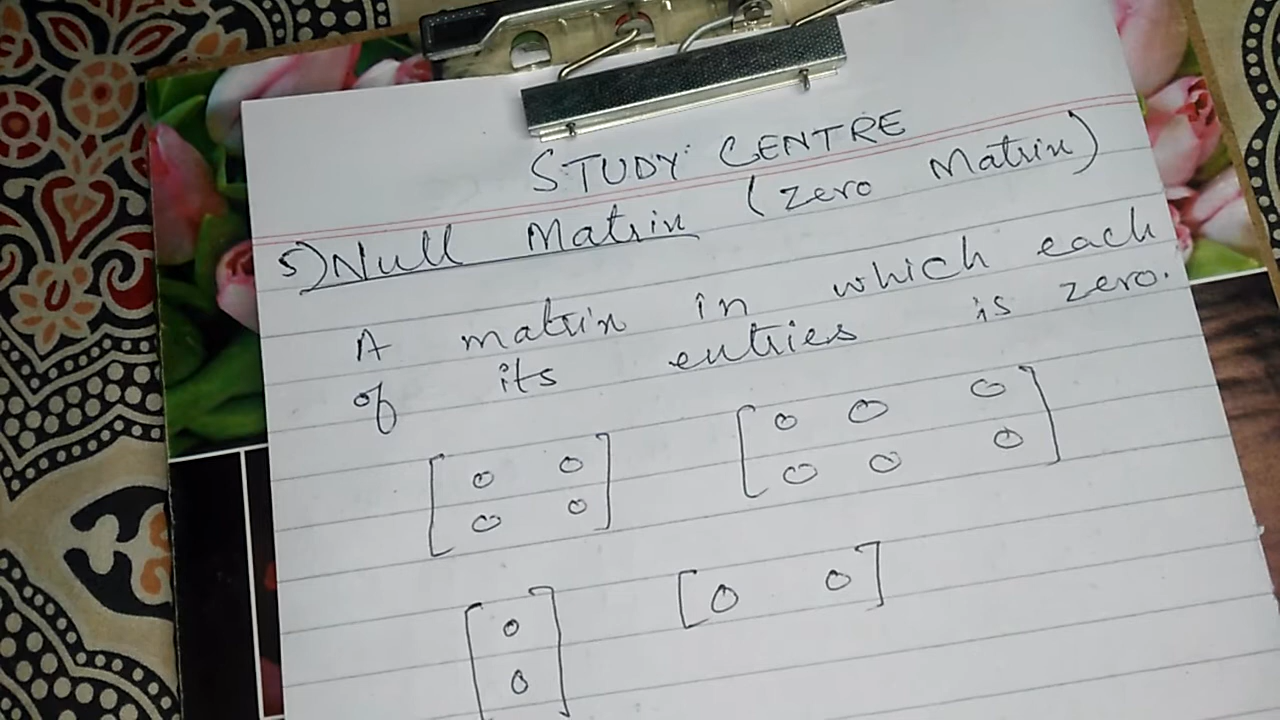 STUDY CENTRE
5) Null Matrix (Zero Matrix)
A matrix in which each
of its entries is zero.
[0 0 [0 0 0
0 0] 0 0 0]
[0 [0 0]
0]